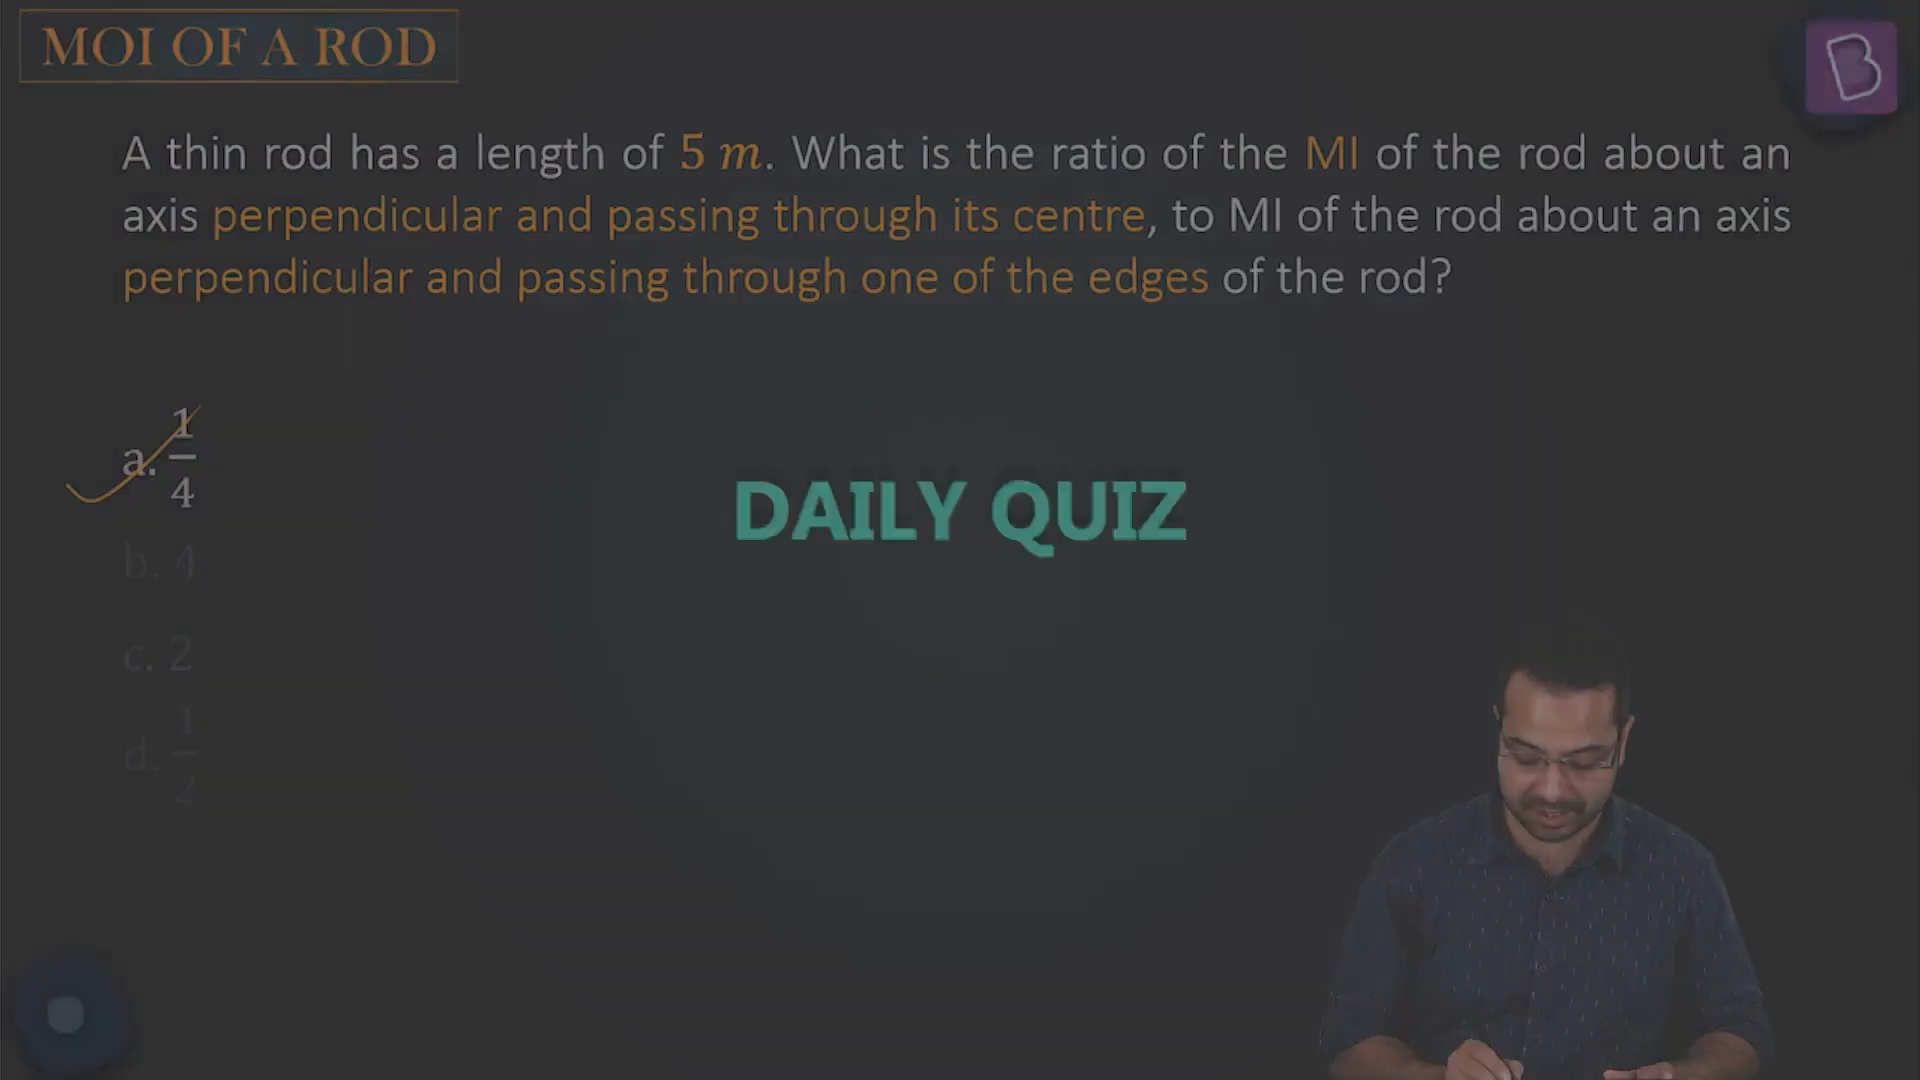 MOI OF A ROD
B
A thin rod has a length of 5 m. What is the ratio of the MI of the rod about an
axis perpendicular and passing through its centre, to MI of the rod about an axis
perpendicular and passing through one of the edges of the rod?
a. 1/4
DAILY QUIZ
b. 4
c. 2
d. 1/2